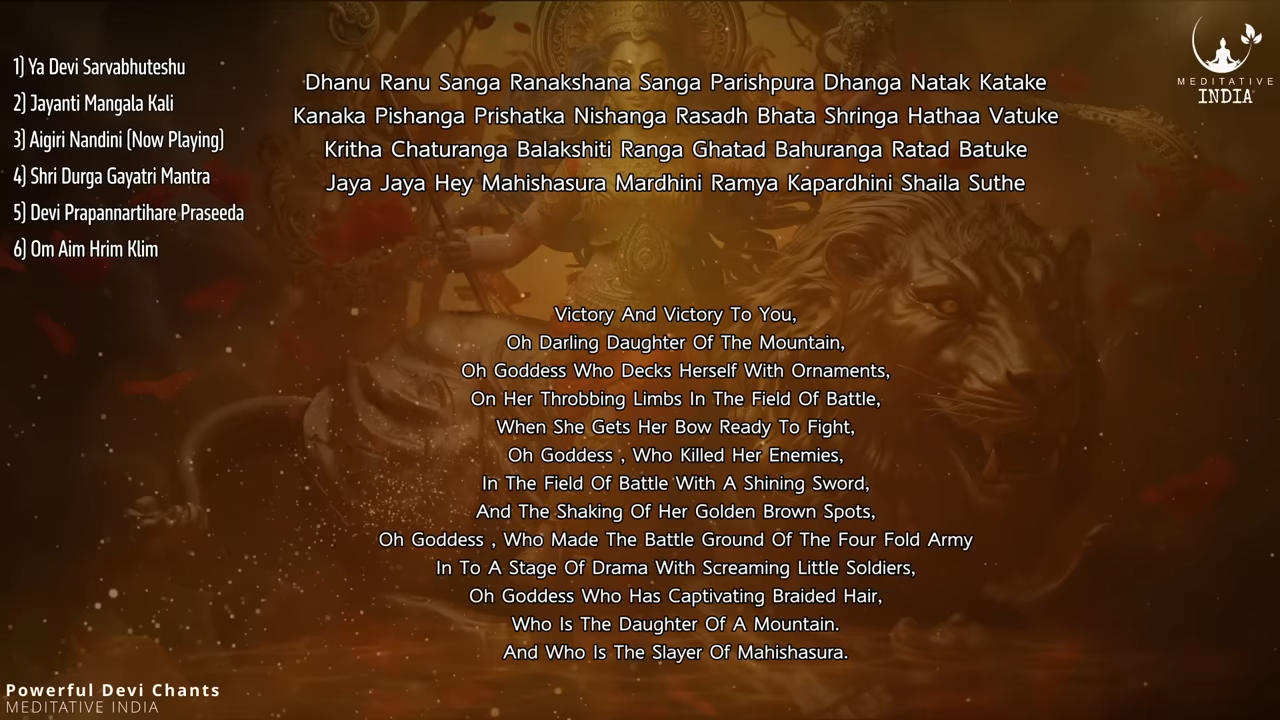 1) Ya Devi Sarvabhuteshu
2) Jayanti Mangala Kali
3) Aigiri Nandini (Now Playing)
4) Shri Durga Gayatri Mantra
5) Devi Prapannartihare Praseeda
6) Om Aim Hrim Klim
Dhanu Ranu Sanga Ranakshana Sanga Parishpura Dhanga Natak Katake
Kanaka Pishanga Prishatka Nishanga Rasadh Bhata Shringa Hathaa Vatuke
Kritha Chaturanga Balakshiti Ranga Ghatad Bahuranga Ratad Batuke
Jaya Jaya Hey Mahishasura Mardhini Ramya Kapardhini Shaila Suthe
MEDITATIVE
INDIA
Victory And Victory To You,
Oh Darling Daughter Of The Mountain,
Oh Goddess Who Decks Herself With Ornaments,
On Her Throbbing Limbs In The Field Of Battle,
When She Gets Her Bow Ready To Fight,
Oh Goddess , Who Killed Her Enemies,
In The Field Of Battle With A Shining Sword,
And The Shaking Of Her Golden Brown Spots,
Oh Goddess , Who Made The Battle Ground Of The Four Fold Army
In To A Stage Of Drama With Screaming Little Soldiers,
Oh Goddess Who Has Captivating Braided Hair,
Who Is The Daughter Of A Mountain.
And Who Is The Slayer Of Mahishasura.
Powerful Devi Chants
MEDITATIVE INDIA